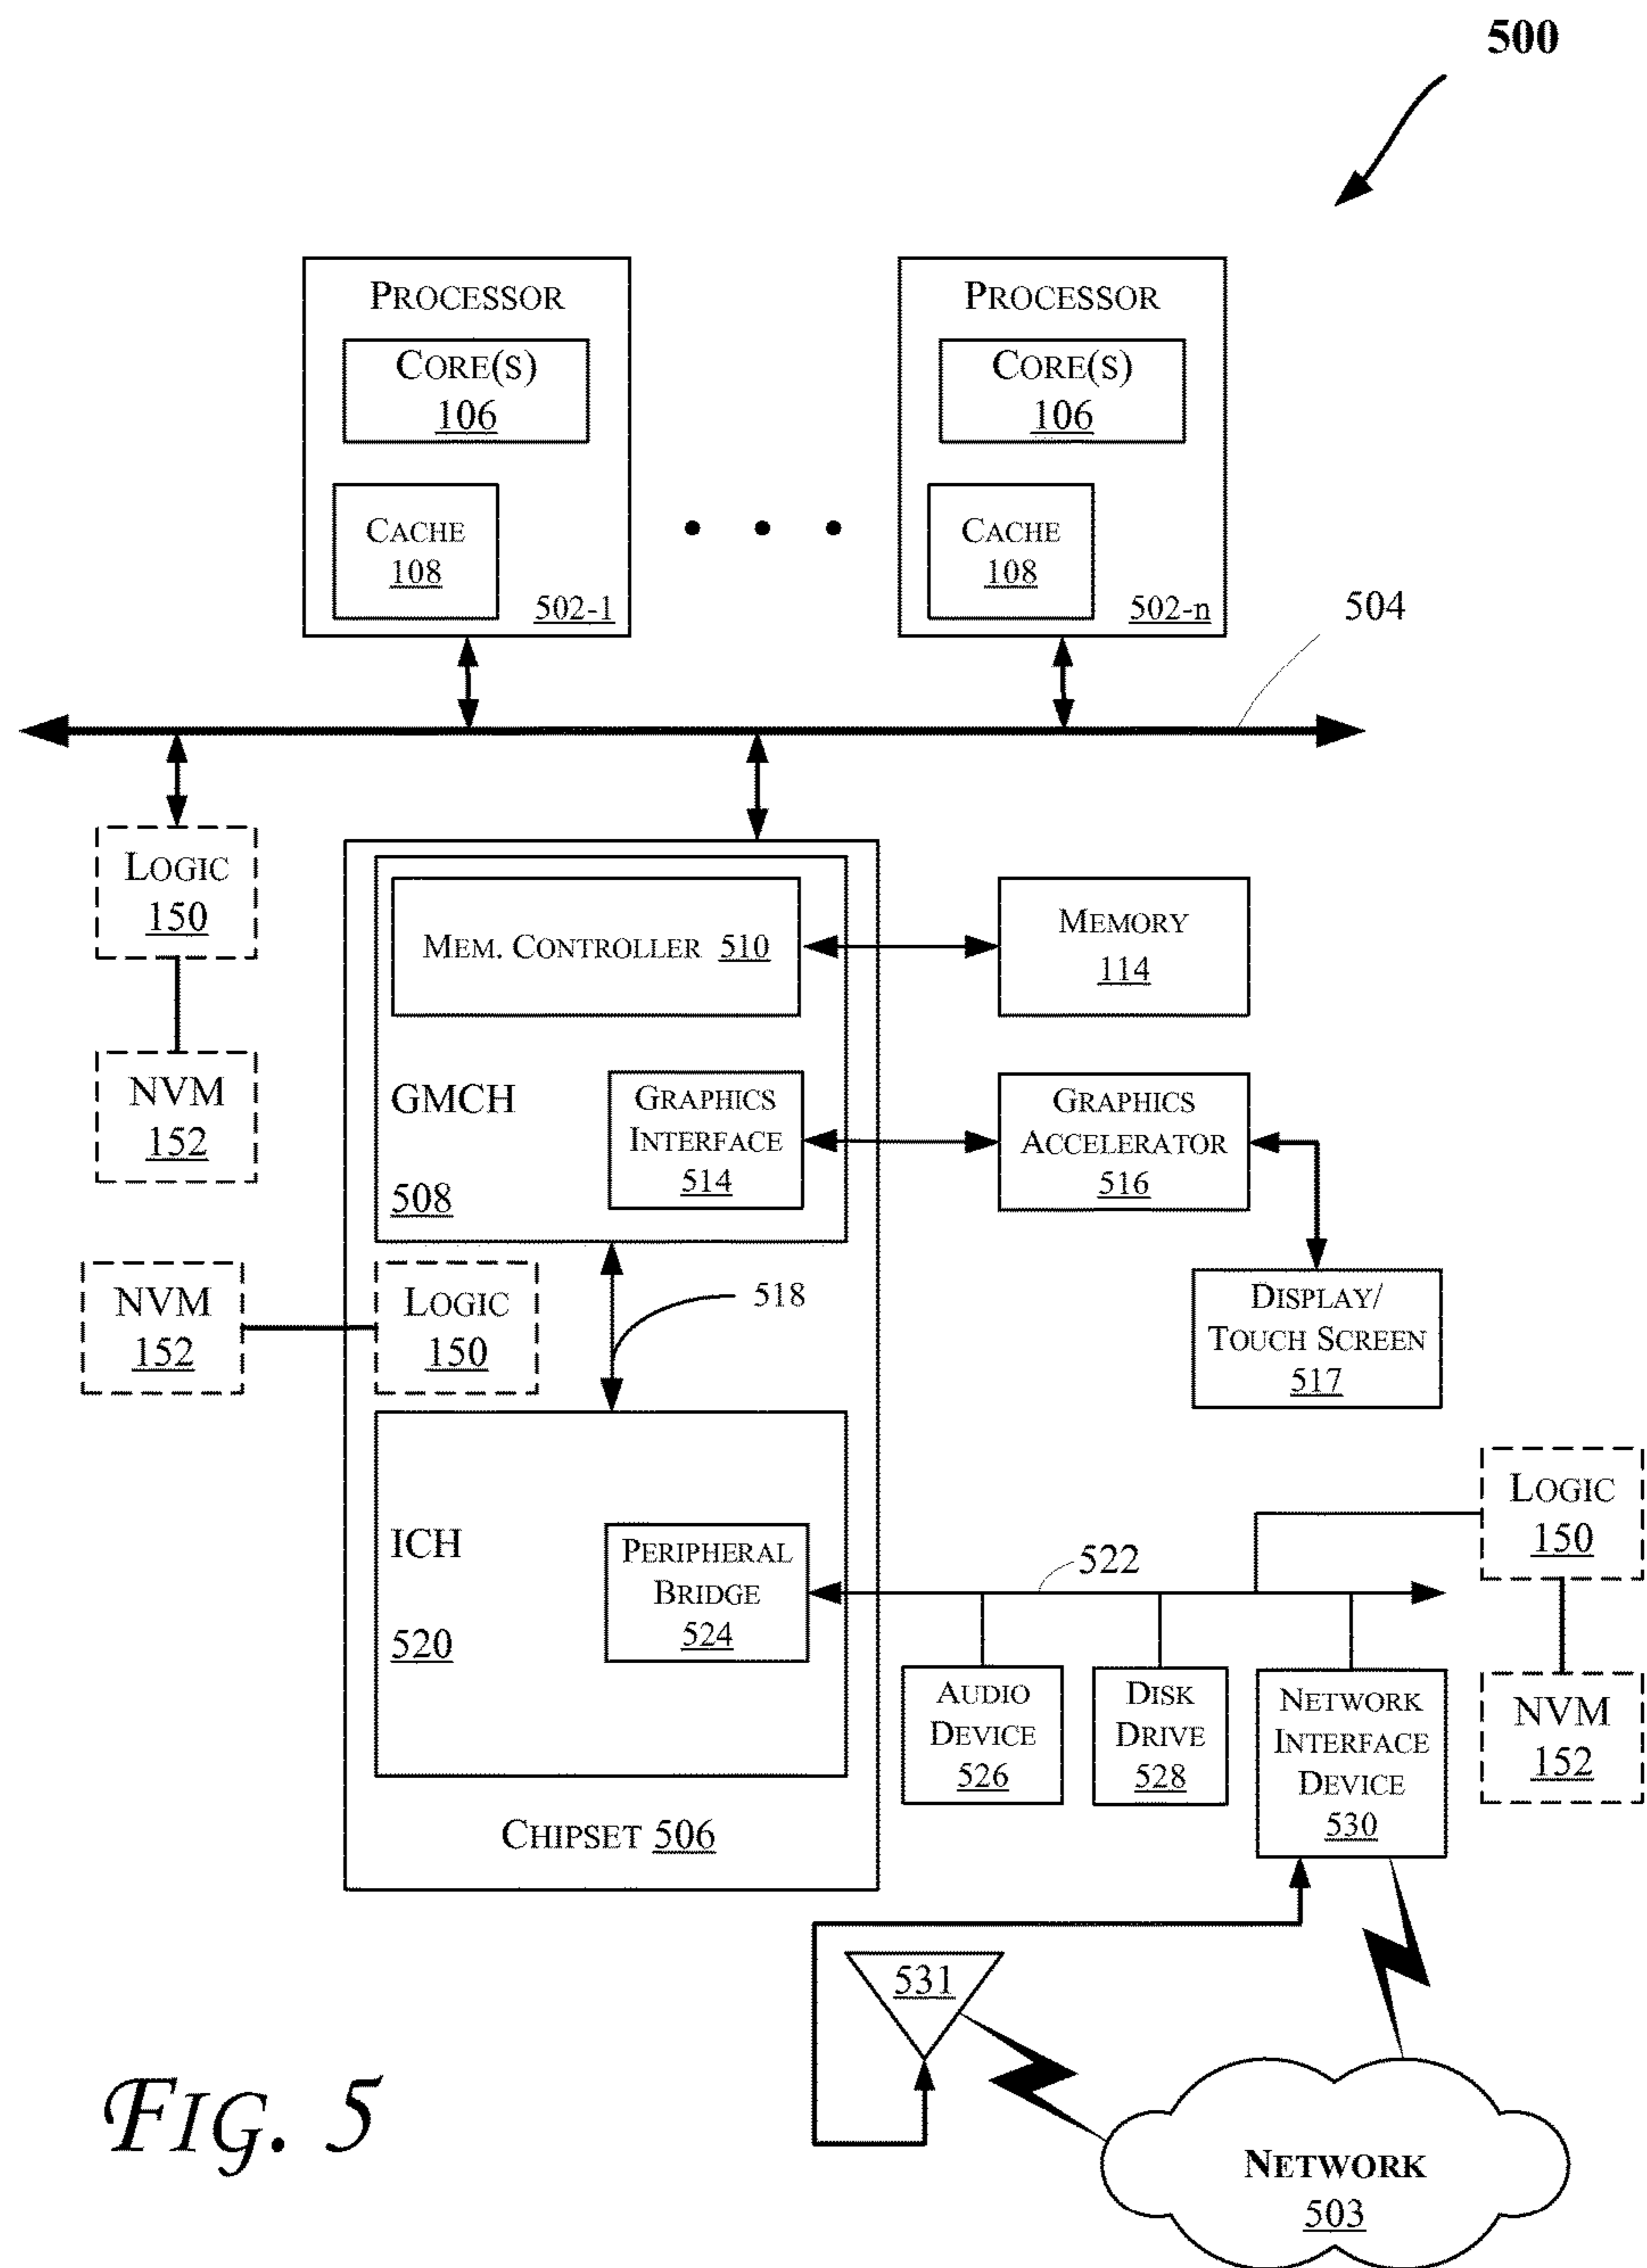 500
PROCESSOR
CORE(S)
106
CACHE
108
502-1
PROCESSOR
CORE(S)
106
CACHE
108
502-n
504
LOGIC
150
NVM
152
MEM. CONTROLLER 510
GMCH
508
GRAPHICS
INTERFACE
514
MEMORY
114
GRAPHICS
ACCELERATOR
516
DISPLAY/
TOUCH SCREEN
517
NVM
152
LOGIC
150
518
ICH
520
PERIPHERAL
BRIDGE
524
CHIPSET 506
522
LOGIC
150
NVM
152
AUDIO
DEVICE
526
DISK
DRIVE
528
NETWORK
INTERFACE
DEVICE
530
531
NETWORK
503
FIG. 5